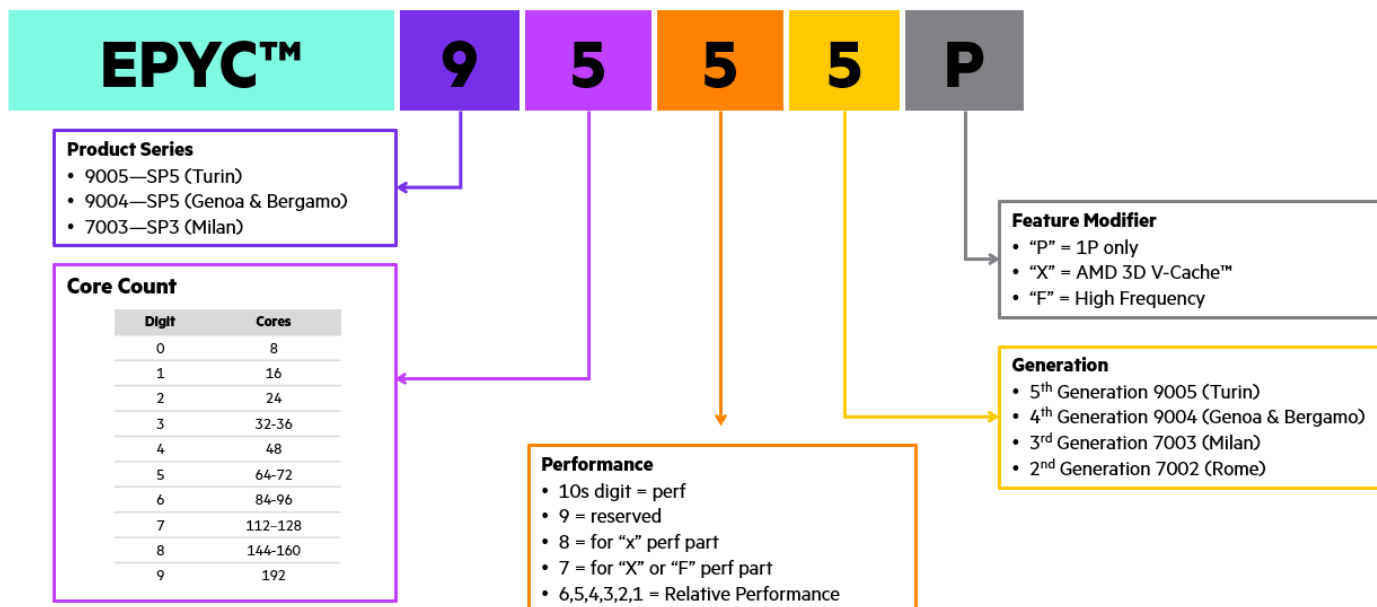 EPYC™ 9 5 5 5 P
Product Series
• 9005—SP5 (Turin)
• 9004—SP5 (Genoa & Bergamo)
• 7003—SP3 (Milan)
Core Count
Digit Cores
0 8
1 16
2 24
3 32-36
4 48
5 64-72
6 84-96
7 112–128
8 144-160
9 192
Performance
• 10s digit = perf
• 9 = reserved
• 8 = for “x” perf part
• 7 = for “X” or “F” perf part
• 6,5,4,3,2,1 = Relative Performance
Feature Modifier
• “P” = 1P only
• “X” = AMD 3D V-Cache™
• “F” = High Frequency
Generation
• 5th Generation 9005 (Turin)
• 4th Generation 9004 (Genoa & Bergamo)
• 3rd Generation 7003 (Milan)
• 2nd Generation 7002 (Rome)